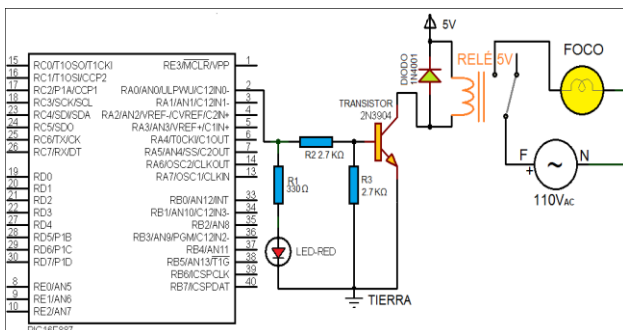 15 RC0/T1OSO/T1CKI RE3/MCLR/VPP 1
16 RC1/T1OSI/CCP2
17 RC2/P1A/CCP1 RA0/AN0/ULPWU/C12IN0- 2
18 RC3/SCK/SCL RA1/AN1/C12IN1- 3
23 RC4/SDI/SDA RA2/AN2/VREF-/CVREF/C2IN+ 4
24 RC5/SDO RA3/AN3/VREF+/C1IN+ 5
25 RC6/TX/CK RA4/T0CKI/C1OUT 6
26 RC7/RX/DT RA5/AN4/SS/C2OUT 7
RA6/OSC2/CLKOUT 14
19 RD0 RA7/OSC1/CLKIN 13
20 RD1
21 RD2 RB0/AN12/INT 33
22 RD3 RB1/AN10/C12IN3- 34
27 RD4 RB2/AN8 35
28 RD5/P1B RB3/AN9/PGM/C12IN2- 36
29 RD6/P1C RB4/AN11 37
30 RD7/P1D RB5/AN13/T1G 38
RB6/ICSPCLK 39
8 RE0/AN5 RB7/ICSPDAT 40
9 RE1/AN6
10 RE2/AN7
PIC16F887
R2 2.7 KΩ
R1
330Ω
R3
2.7 KΩ
LED-RED
TIERRA
TRANSISTOR
2N3904
DIODO
1N4001
5V
RELÉ 5V
FOCO
F
+
~
N
110VAC